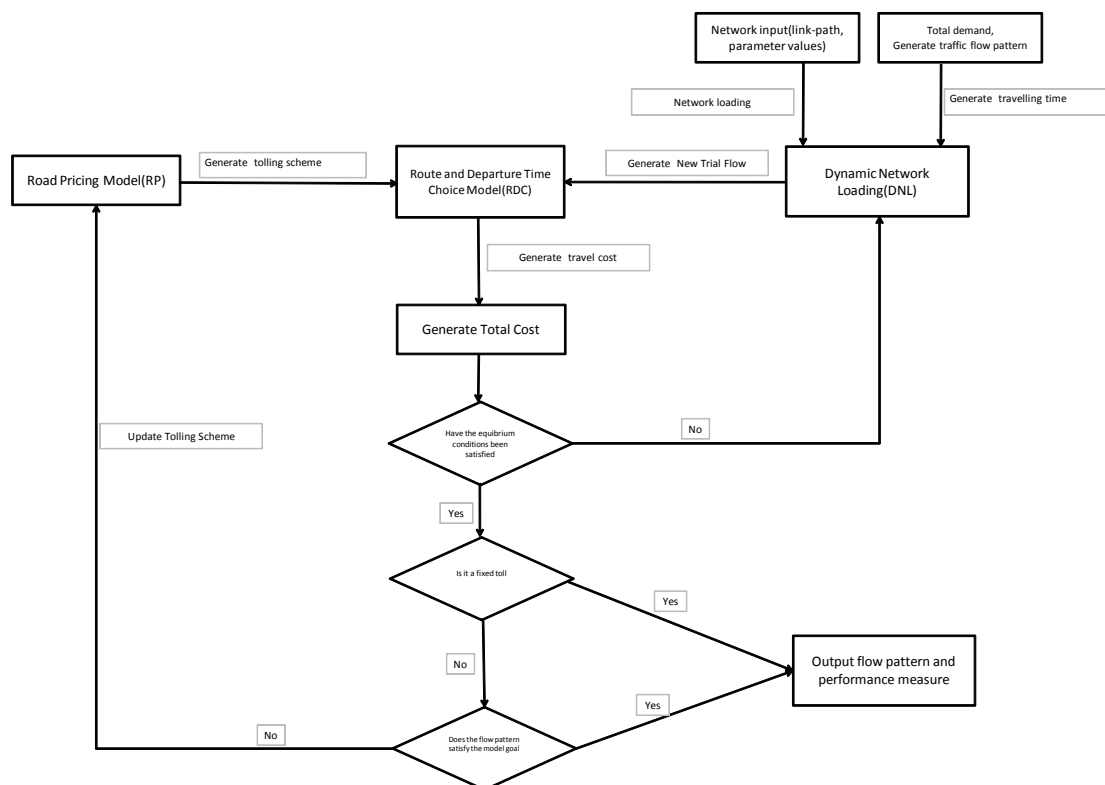 Network input(link-path,
parameter values)
Total demand,
Generate traffic flow pattern
Network loading
Generate travelling time
Road Pricing Model(RP)
Generate tolling scheme
Route and Departure Time
Choice Model(RDC)
Generate New Trial Flow
Dynamic Network
Loading(DNL)
Generate travel cost
Generate Total Cost
Update Tolling Scheme
Have the equibrium
conditions been
satisfied
No
Yes
Is it a fixed toll
Yes
No
Output flow pattern and
performance measure
Yes
No
Does the flow pattern
satisfy the model goal